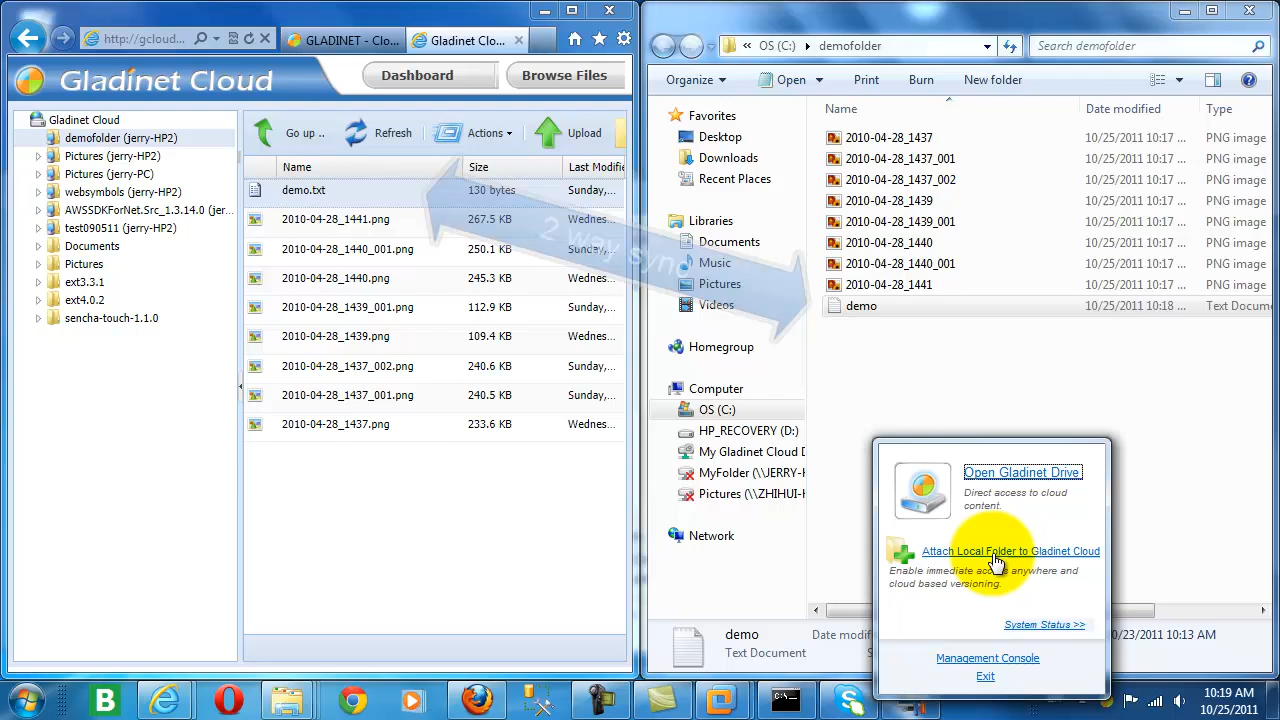 http://gcloud...
GLADINET - Clo...
Gladinet Clo...
Gladinet Cloud
Dashboard
Browse Files
Gladinet Cloud
demofolder (jerry-HP2)
Pictures (jerry-HP2)
Pictures (jerry-PC)
websymbols (jerry-HP2)
AWSSDKForNet.Src_1.3.14.0 (jer...
test090511 (jerry-HP2)
Documents
Pictures
ext3.3.1
ext4.0.2
sencha-touch-1.1.0
Go up ..
Refresh
Actions
Upload
Name Size Last Modifie
demo.txt 130 bytes Sunday,...
2010-04-28_1441.png 267.5 KB Wednes...
2010-04-28_1440_001.png 250.1 KB Sunday,...
2010-04-28_1440.png 245.3 KB Wednes...
2010-04-28_1439_001.png 112.9 KB Sunday,...
2010-04-28_1439.png 109.4 KB Wednes...
2010-04-28_1437_002.png 240.6 KB Sunday,...
2010-04-28_1437_001.png 240.5 KB Sunday,...
2010-04-28_1437.png 233.6 KB Wednes...
2 way sync
« OS (C:) demofolder
Search demofolder
Organize Open Print Burn New folder
Favorites
Desktop
Downloads
Recent Places
Libraries
Documents
Music
Pictures
Videos
Homegroup
Computer
OS (C:)
HP_RECOVERY (D:)
My Gladinet Cloud D
MyFolder (\\JERRY-H
Pictures (\\ZHIHUI-H
Network
Name Date modified Type
2010-04-28_1437 10/25/2011 10:17 ... PNG image
2010-04-28_1437_001 10/25/2011 10:17 ... PNG image
2010-04-28_1437_002 10/25/2011 10:17 ... PNG image
2010-04-28_1439 10/25/2011 10:17 ... PNG image
2010-04-28_1439_001 10/25/2011 10:17 ... PNG image
2010-04-28_1440 10/25/2011 10:17 ... PNG image
2010-04-28_1440_001 10/25/2011 10:17 ... PNG image
2010-04-28_1441 10/25/2011 10:17 ... PNG image
demo 10/25/2011 10:18 ... Text Docume
Open Gladinet Drive
Direct access to cloud
content.
Attach Local Folder to Gladinet Cloud
Enable immediate access anywhere and
cloud based versioning.
System Status >>
Management Console
Exit
demo Date modifi 10/23/2011 10:13 AM
Text Document S
B
10:19 AM
10/25/2011